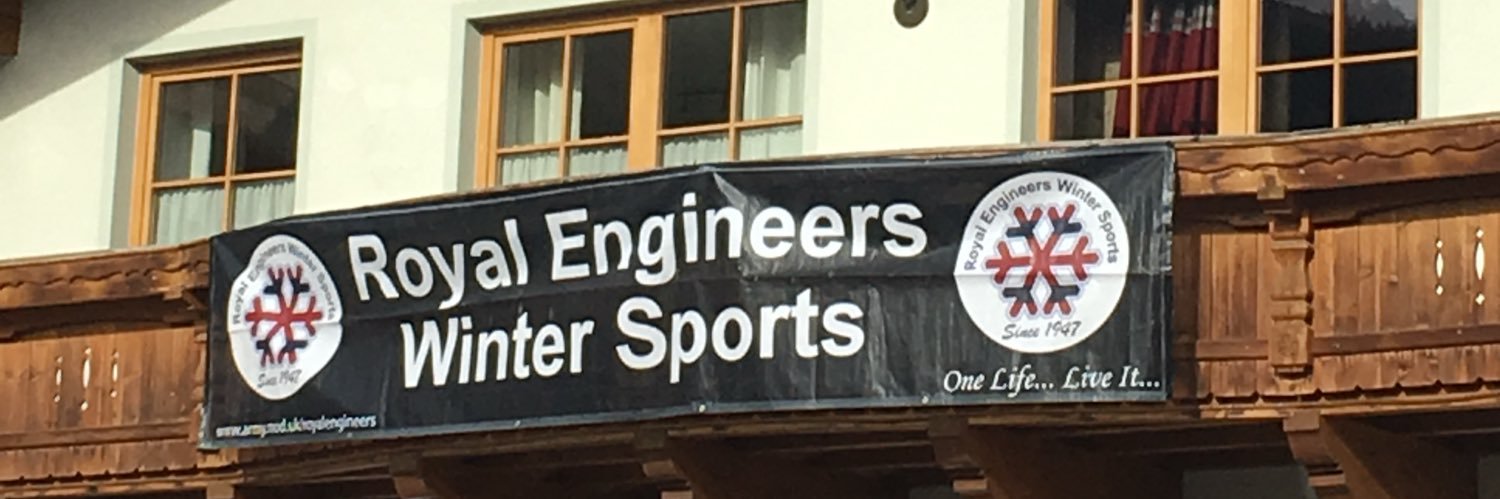 Royal Engineers Winter Sports
Since 1947
Royal Engineers
Winter Sports
Royal Engineers Winter Sports
Since 1947
One Life... Live It...
www.army.mod.uk/royalengineers